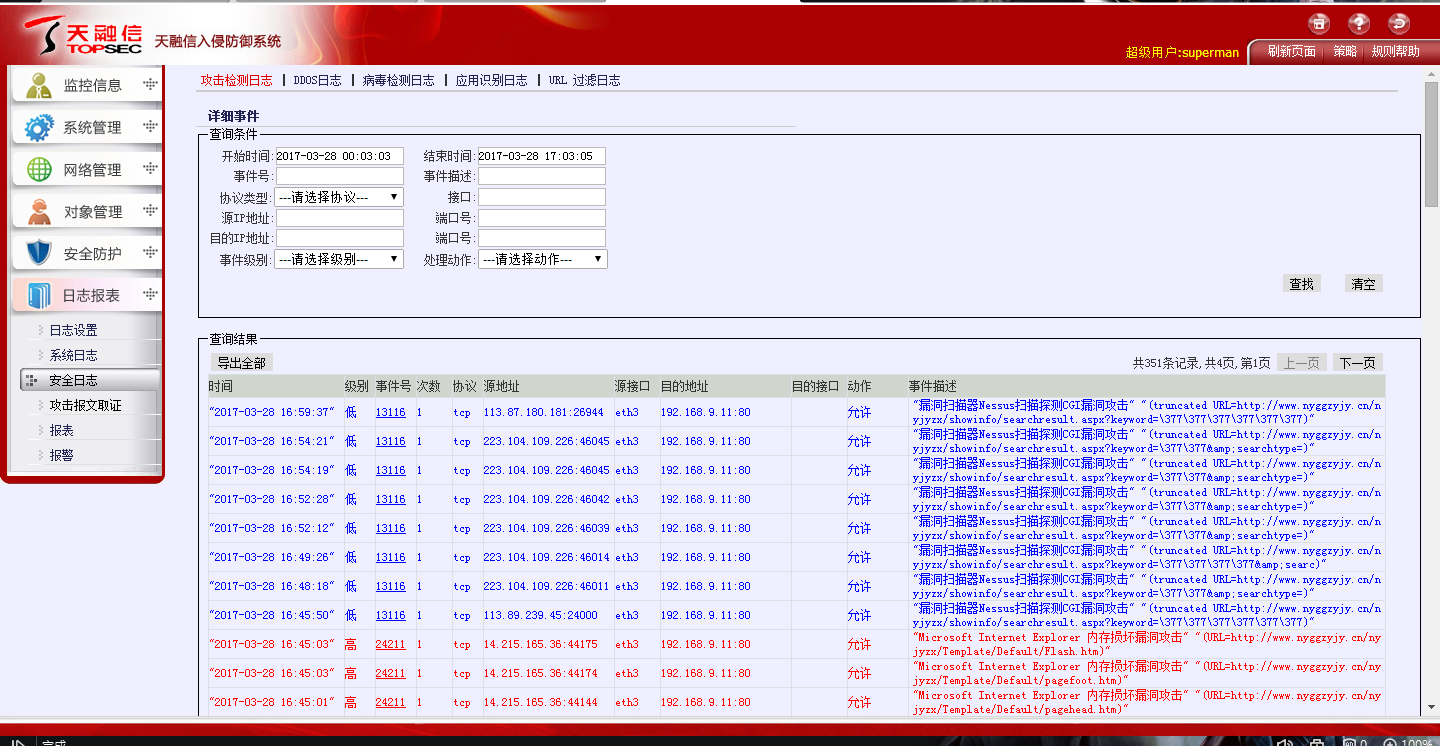 天融信
TOPSEC
天融信入侵防御系统
超级用户:superman
刷新页面 策略 规则帮助
监控信息
系统管理
网络管理
对象管理
安全防护
日志报表
日志设置
系统日志
安全日志
攻击报文取证
报表
报警
攻击检测日志 | DDOS日志 | 病毒检测日志 | 应用识别日志 | URL 过滤日志
详细事件
查询条件
开始时间: 2017-03-28 00:03:03 结束时间: 2017-03-28 17:03:05
事件号: 事件描述:
协议类型: ---请选择协议--- 接口:
源IP地址: 端口号:
目的IP地址: 端口号:
事件级别: ---请选择级别--- 处理动作: ---请选择动作---
查找 清空
查询结果
导出全部 共351条记录, 共4页, 第1页 上一页 下一页
时间 级别 事件号 次数 协议 源地址 源接口 目的地址 目的接口 动作 事件描述
"2017-03-28 16:59:37" 低 13116 1 tcp 113.87.180.181:26944 eth3 192.168.9.11:80 允许 "漏洞扫描器Nessus扫描探测CGI漏洞攻击" "(truncated URL=http://www.nyggzyjy.cn/n
yjyzx/showinfo/searchresult.aspx?keyword=\377\377\377\377\377\377)"
"2017-03-28 16:54:21" 低 13116 1 tcp 223.104.109.226:46045 eth3 192.168.9.11:80 允许 "漏洞扫描器Nessus扫描探测CGI漏洞攻击" "(truncated URL=http://www.nyggzyjy.cn/n
yjyzx/showinfo/searchresult.aspx?keyword=\377\377&amp;searchtype=)"
"2017-03-28 16:54:19" 低 13116 1 tcp 223.104.109.226:46045 eth3 192.168.9.11:80 允许 "漏洞扫描器Nessus扫描探测CGI漏洞攻击" "(truncated URL=http://www.nyggzyjy.cn/n
yjyzx/showinfo/searchresult.aspx?keyword=\377\377&amp;searchtype=)"
"2017-03-28 16:52:28" 低 13116 1 tcp 223.104.109.226:46042 eth3 192.168.9.11:80 允许 "漏洞扫描器Nessus扫描探测CGI漏洞攻击" "(truncated URL=http://www.nyggzyjy.cn/n
yjyzx/showinfo/searchresult.aspx?keyword=\377\377&amp;searchtype=)"
"2017-03-28 16:52:12" 低 13116 1 tcp 223.104.109.226:46039 eth3 192.168.9.11:80 允许 "漏洞扫描器Nessus扫描探测CGI漏洞攻击" "(truncated URL=http://www.nyggzyjy.cn/n
yjyzx/showinfo/searchresult.aspx?keyword=\377\377&amp;searchtype=)"
"2017-03-28 16:49:26" 低 13116 1 tcp 223.104.109.226:46014 eth3 192.168.9.11:80 允许 "漏洞扫描器Nessus扫描探测CGI漏洞攻击" "(truncated URL=http://www.nyggzyjy.cn/n
yjyzx/showinfo/searchresult.aspx?keyword=\377\377\377\377&amp;searc)"
"2017-03-28 16:48:18" 低 13116 1 tcp 223.104.109.226:46011 eth3 192.168.9.11:80 允许 "漏洞扫描器Nessus扫描探测CGI漏洞攻击" "(truncated URL=http://www.nyggzyjy.cn/n
yjyzx/showinfo/searchresult.aspx?keyword=\377\377&amp;searchtype=)"
"2017-03-28 16:45:50" 低 13116 1 tcp 113.89.239.45:24000 eth3 192.168.9.11:80 允许 "漏洞扫描器Nessus扫描探测CGI漏洞攻击" "(truncated URL=http://www.nyggzyjy.cn/n
yjyzx/showinfo/searchresult.aspx?keyword=\377\377\377\377\377\377)"
"2017-03-28 16:45:03" 高 24211 1 tcp 14.215.165.36:44175 eth3 192.168.9.11:80 允许 "Microsoft Internet Explorer 内存损坏漏洞攻击" "(URL=http://www.nyggzyjy.cn/ny
jyzx/Template/Default/Flash.htm)"
"2017-03-28 16:45:03" 高 24211 1 tcp 14.215.165.36:44174 eth3 192.168.9.11:80 允许 "Microsoft Internet Explorer 内存损坏漏洞攻击" "(URL=http://www.nyggzyjy.cn/ny
jyzx/Template/Default/pagefoot.htm)"
"2017-03-28 16:45:01" 高 24211 1 tcp 14.215.165.36:44144 eth3 192.168.9.11:80 允许 "Microsoft Internet Explorer 内存损坏漏洞攻击" "(URL=http://www.nyggzyjy.cn/ny
jyzx/Template/Default/pagehead.htm)"
完成 0 100%